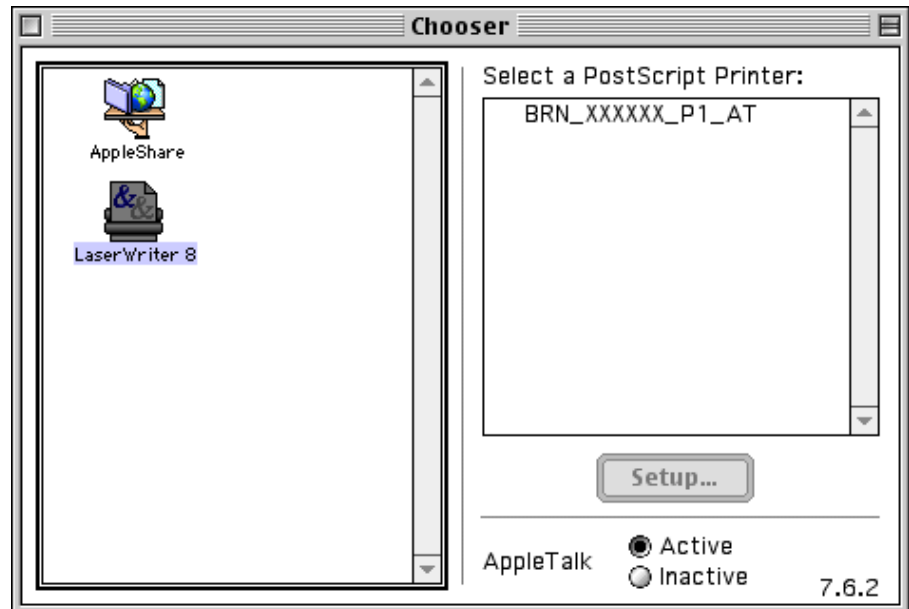 Chooser
AppleShare
LaserWriter 8
Select a PostScript Printer:
BRN_XXXXXX_P1_AT
Setup...
AppleTalk
Active
Inactive
7.6.2